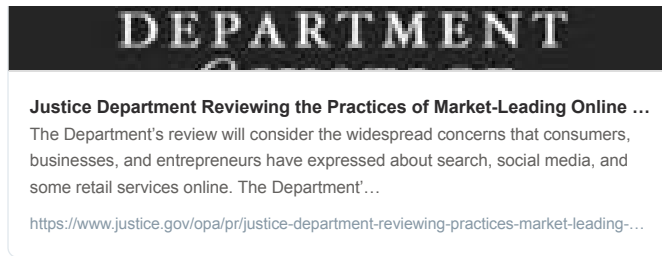 DEPARTMENT
Justice Department Reviewing the Practices of Market-Leading Online …
The Department’s review will consider the widespread concerns that consumers,
businesses, and entrepreneurs have expressed about search, social media, and
some retail services online. The Department’…
https://www.justice.gov/opa/pr/justice-department-reviewing-practices-market-leading-…